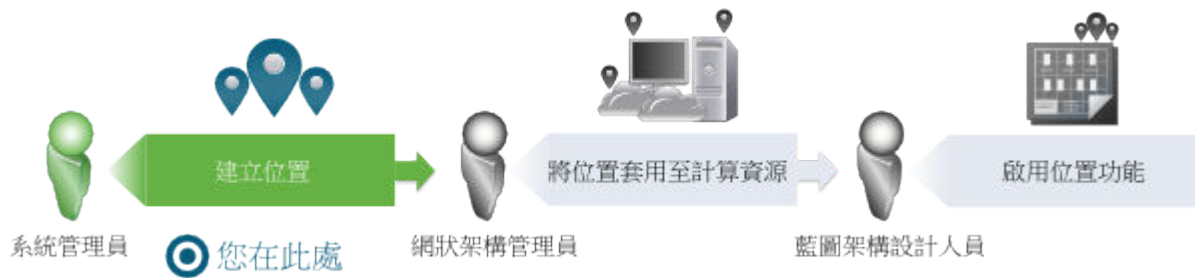 建立位置
將位置套用至計算資源
啟用位置功能
系統管理員
您在此處
網狀架構管理員
藍圖架構設計人員